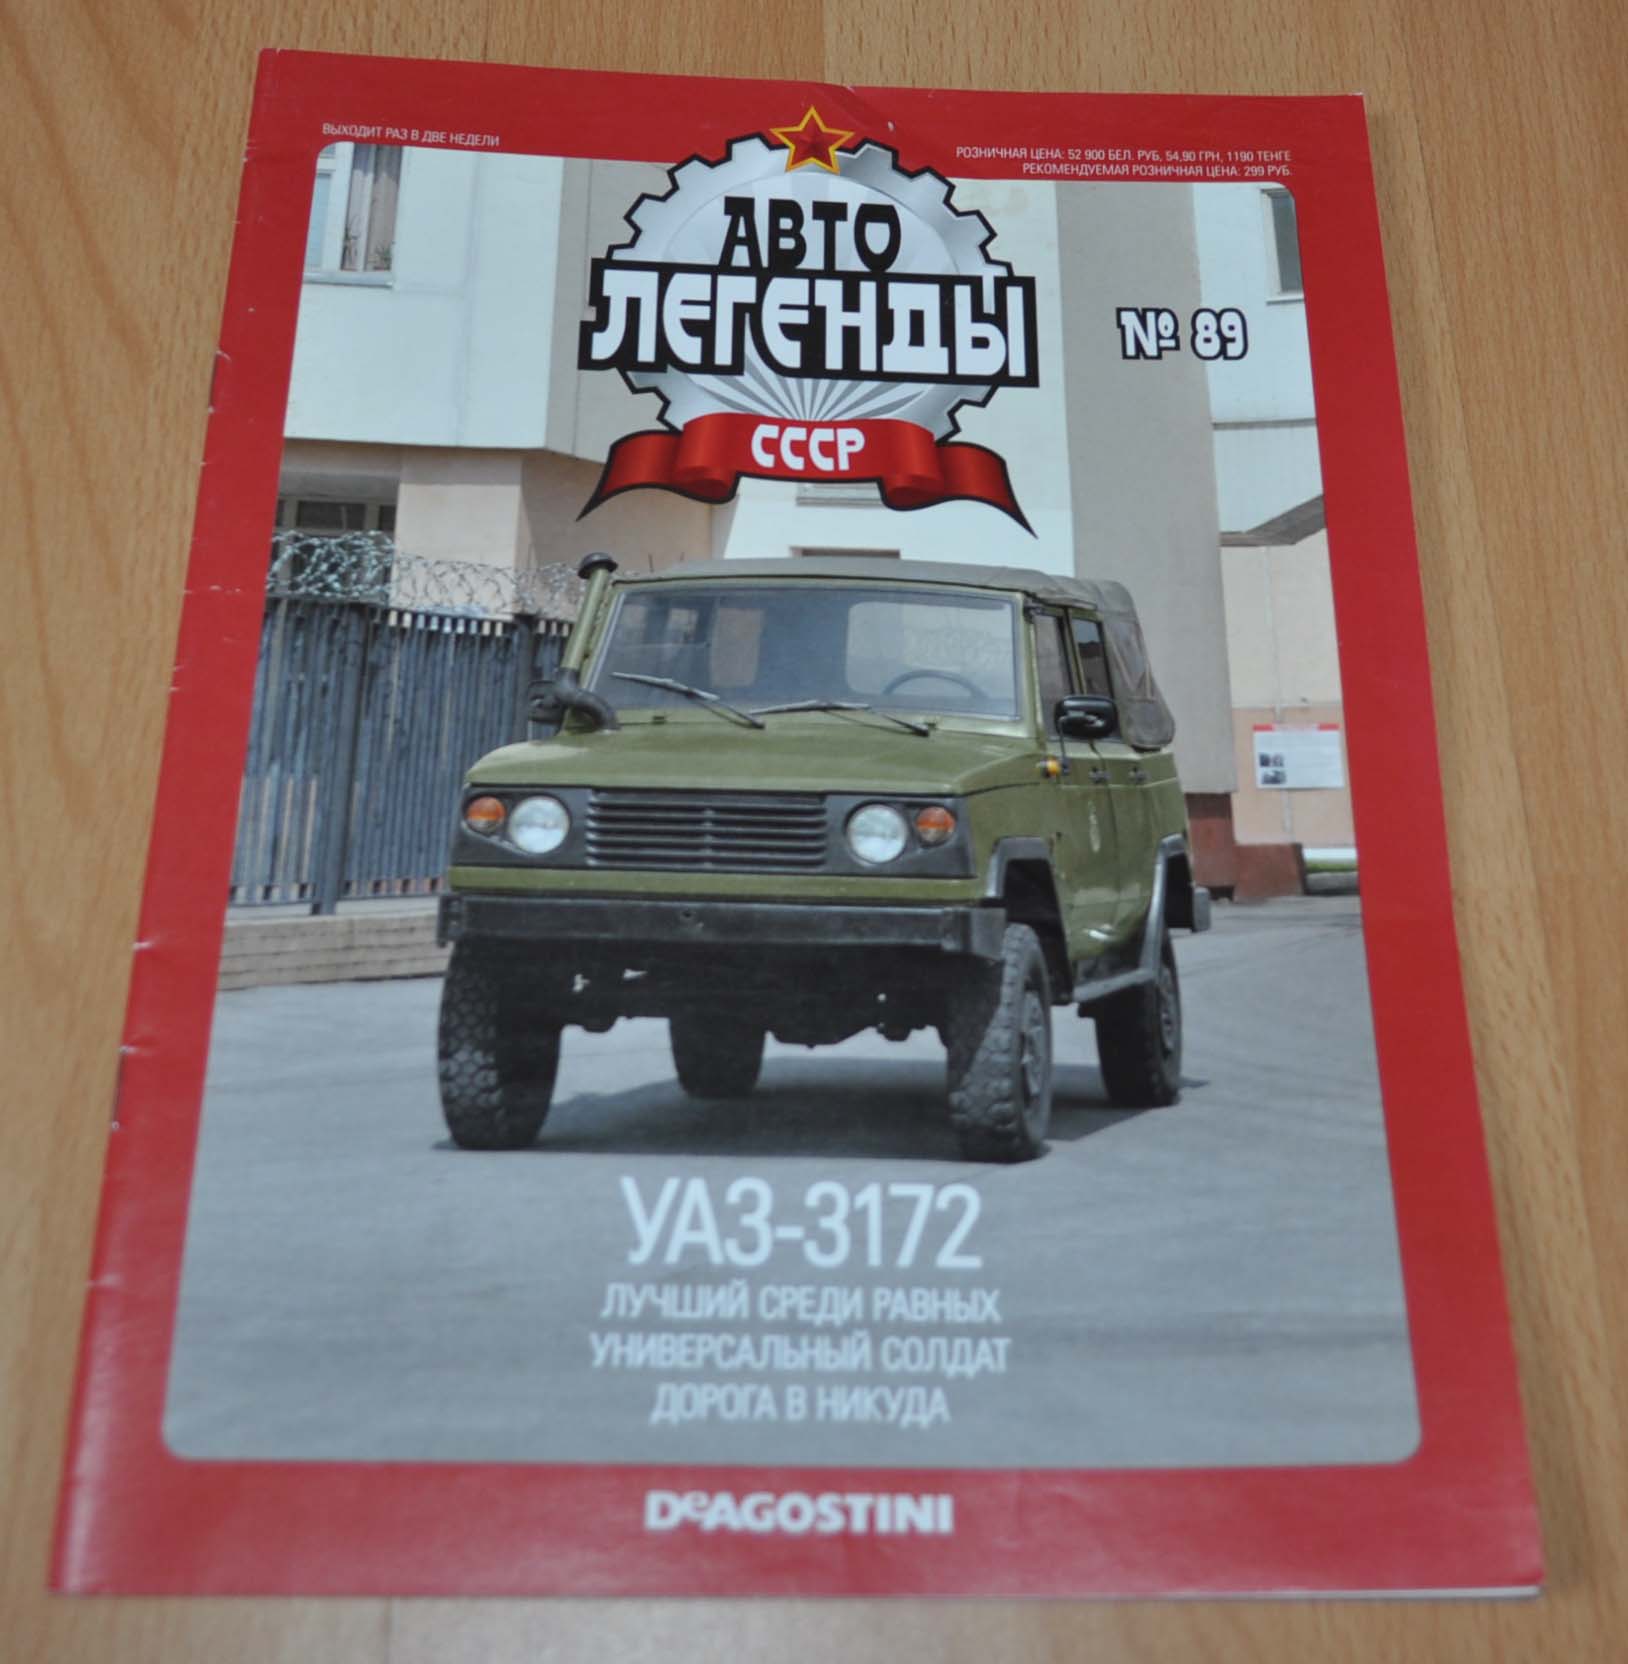 ВЫХОДИТ РАЗ В ДВЕ НЕДЕЛИ
РОЗНИЧНАЯ ЦЕНА: 52 900 БЕЛ. РУБ, 54,90 ГРН, 1190 ТЕНГЕ
РЕКОМЕНДУЕМАЯ РОЗНИЧНАЯ ЦЕНА: 299 РУБ.
АВТО
ЛЕГЕНДЫ
СССР
№ 89
УАЗ-3172
ЛУЧШИЙ СРЕДИ РАВНЫХ
УНИВЕРСАЛЬНЫЙ СОЛДАТ
ДОРОГА В НИКУДА
DeAGOSTINI